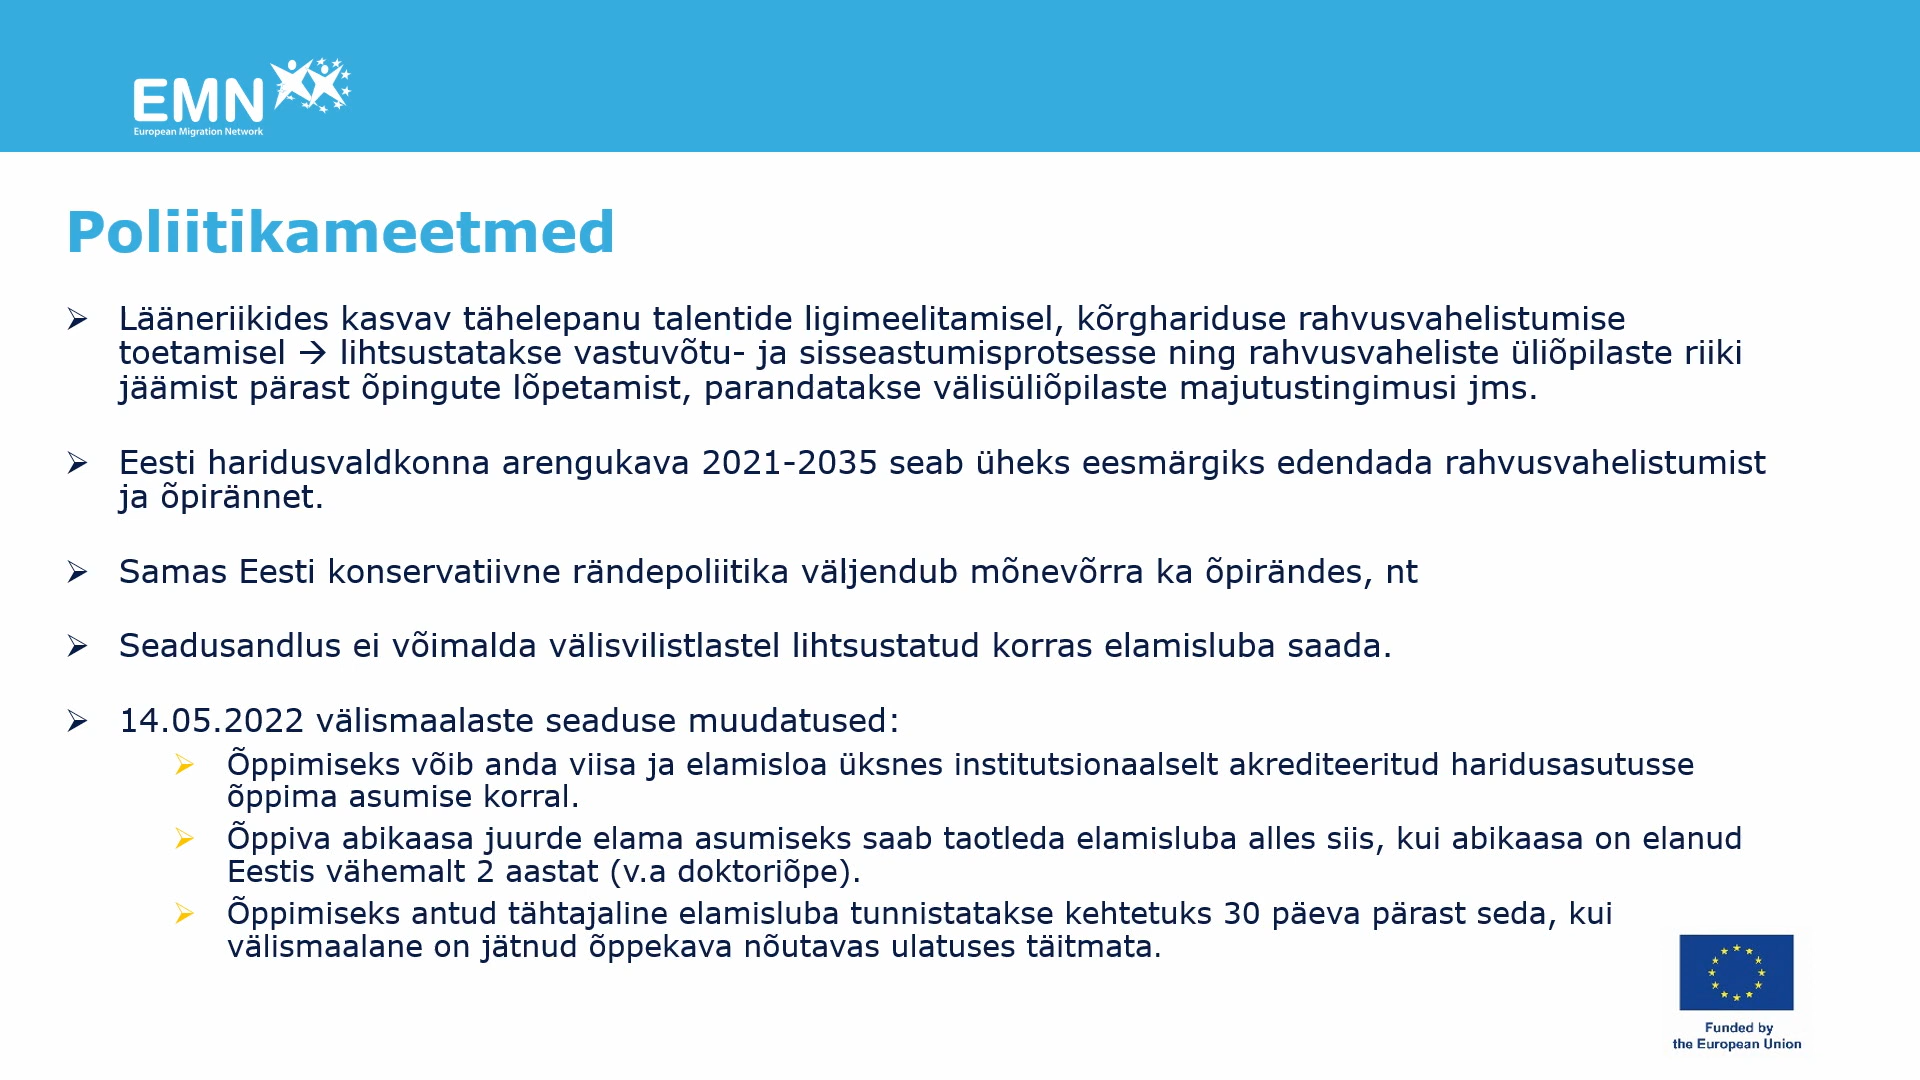 EMN
European Migration Network
Poliitikameetmed
➢ Lääneriikides kasvav tähelepanu talentide ligimeelitamisel, kõrghariduse rahvusvahelistumise
toetamisel → lihtsustatakse vastuvõtu- ja sisseastumisprotsesse ning rahvusvaheliste üliõpilaste riiki
jäämist pärast õpingute lõpetamist, parandatakse välisüliõpilaste majutustingimusi jms.
➢ Eesti haridusvaldkonna arengukava 2021-2035 seab üheks eesmärgiks edendada rahvusvahelistumist
ja õpirännet.
➢ Samas Eesti konservatiivne rändepoliitika väljendub mõnevõrra ka õpirändes, nt
➢ Seadusandlus ei võimalda välisvilistlastel lihtsustatud korras elamisluba saada.
➢ 14.05.2022 välismaalaste seaduse muudatused:
➢ Õppimiseks võib anda viisa ja elamisloa üksnes institutsionaalselt akrediteeritud haridusasutusse
õppima asumise korral.
➢ Õppiva abikaasa juurde elama asumiseks saab taotleda elamisluba alles siis, kui abikaasa on elanud
Eestis vähemalt 2 aastat (v.a doktoriõpe).
➢ Õppimiseks antud tähtajaline elamisluba tunnistatakse kehtetuks 30 päeva pärast seda, kui
välismaalane on jätnud õppekava nõutavas ulatuses täitmata.
Funded by
the European Union